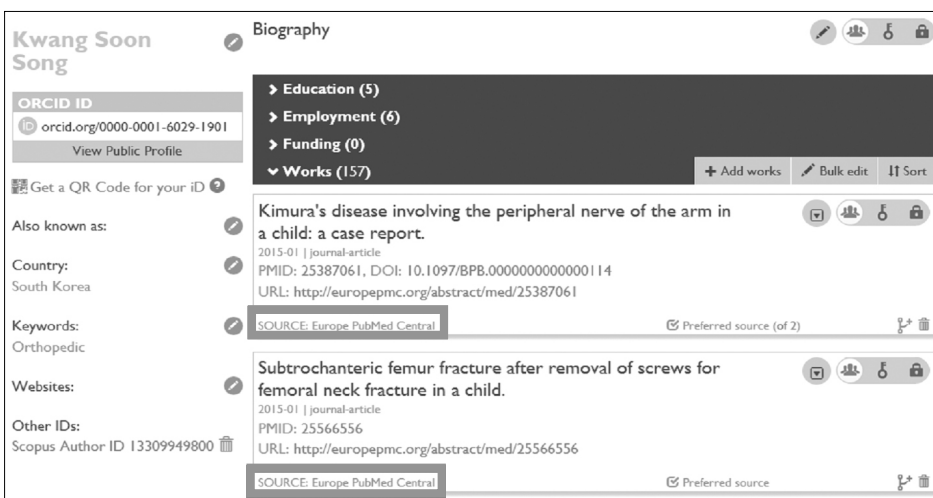 Kwang Soon
Song
ORCID ID
iD orcid.org/0000-0001-6029-1901
View Public Profile
Get a QR Code for your iD ?
Also known as:
Country:
South Korea
Keywords:
Orthopedic
Websites:
Other IDs:
Scopus Author ID 13309949800
Biography
Education (5)
Employment (6)
Funding (0)
Works (157)
+ Add works
Bulk edit
Sort
Kimura's disease involving the peripheral nerve of the arm in
a child: a case report.
2015-01 | journal-article
PMID: 25387061, DOI: 10.1097/BPB.0000000000000114
URL: http://europepmc.org/abstract/med/25387061
SOURCE: Europe PubMed Central
Preferred source (of 2)
Subtrochanteric femur fracture after removal of screws for
femoral neck fracture in a child.
2015-01 | journal-article
PMID: 25566556
URL: http://europepmc.org/abstract/med/25566556
SOURCE: Europe PubMed Central
Preferred source